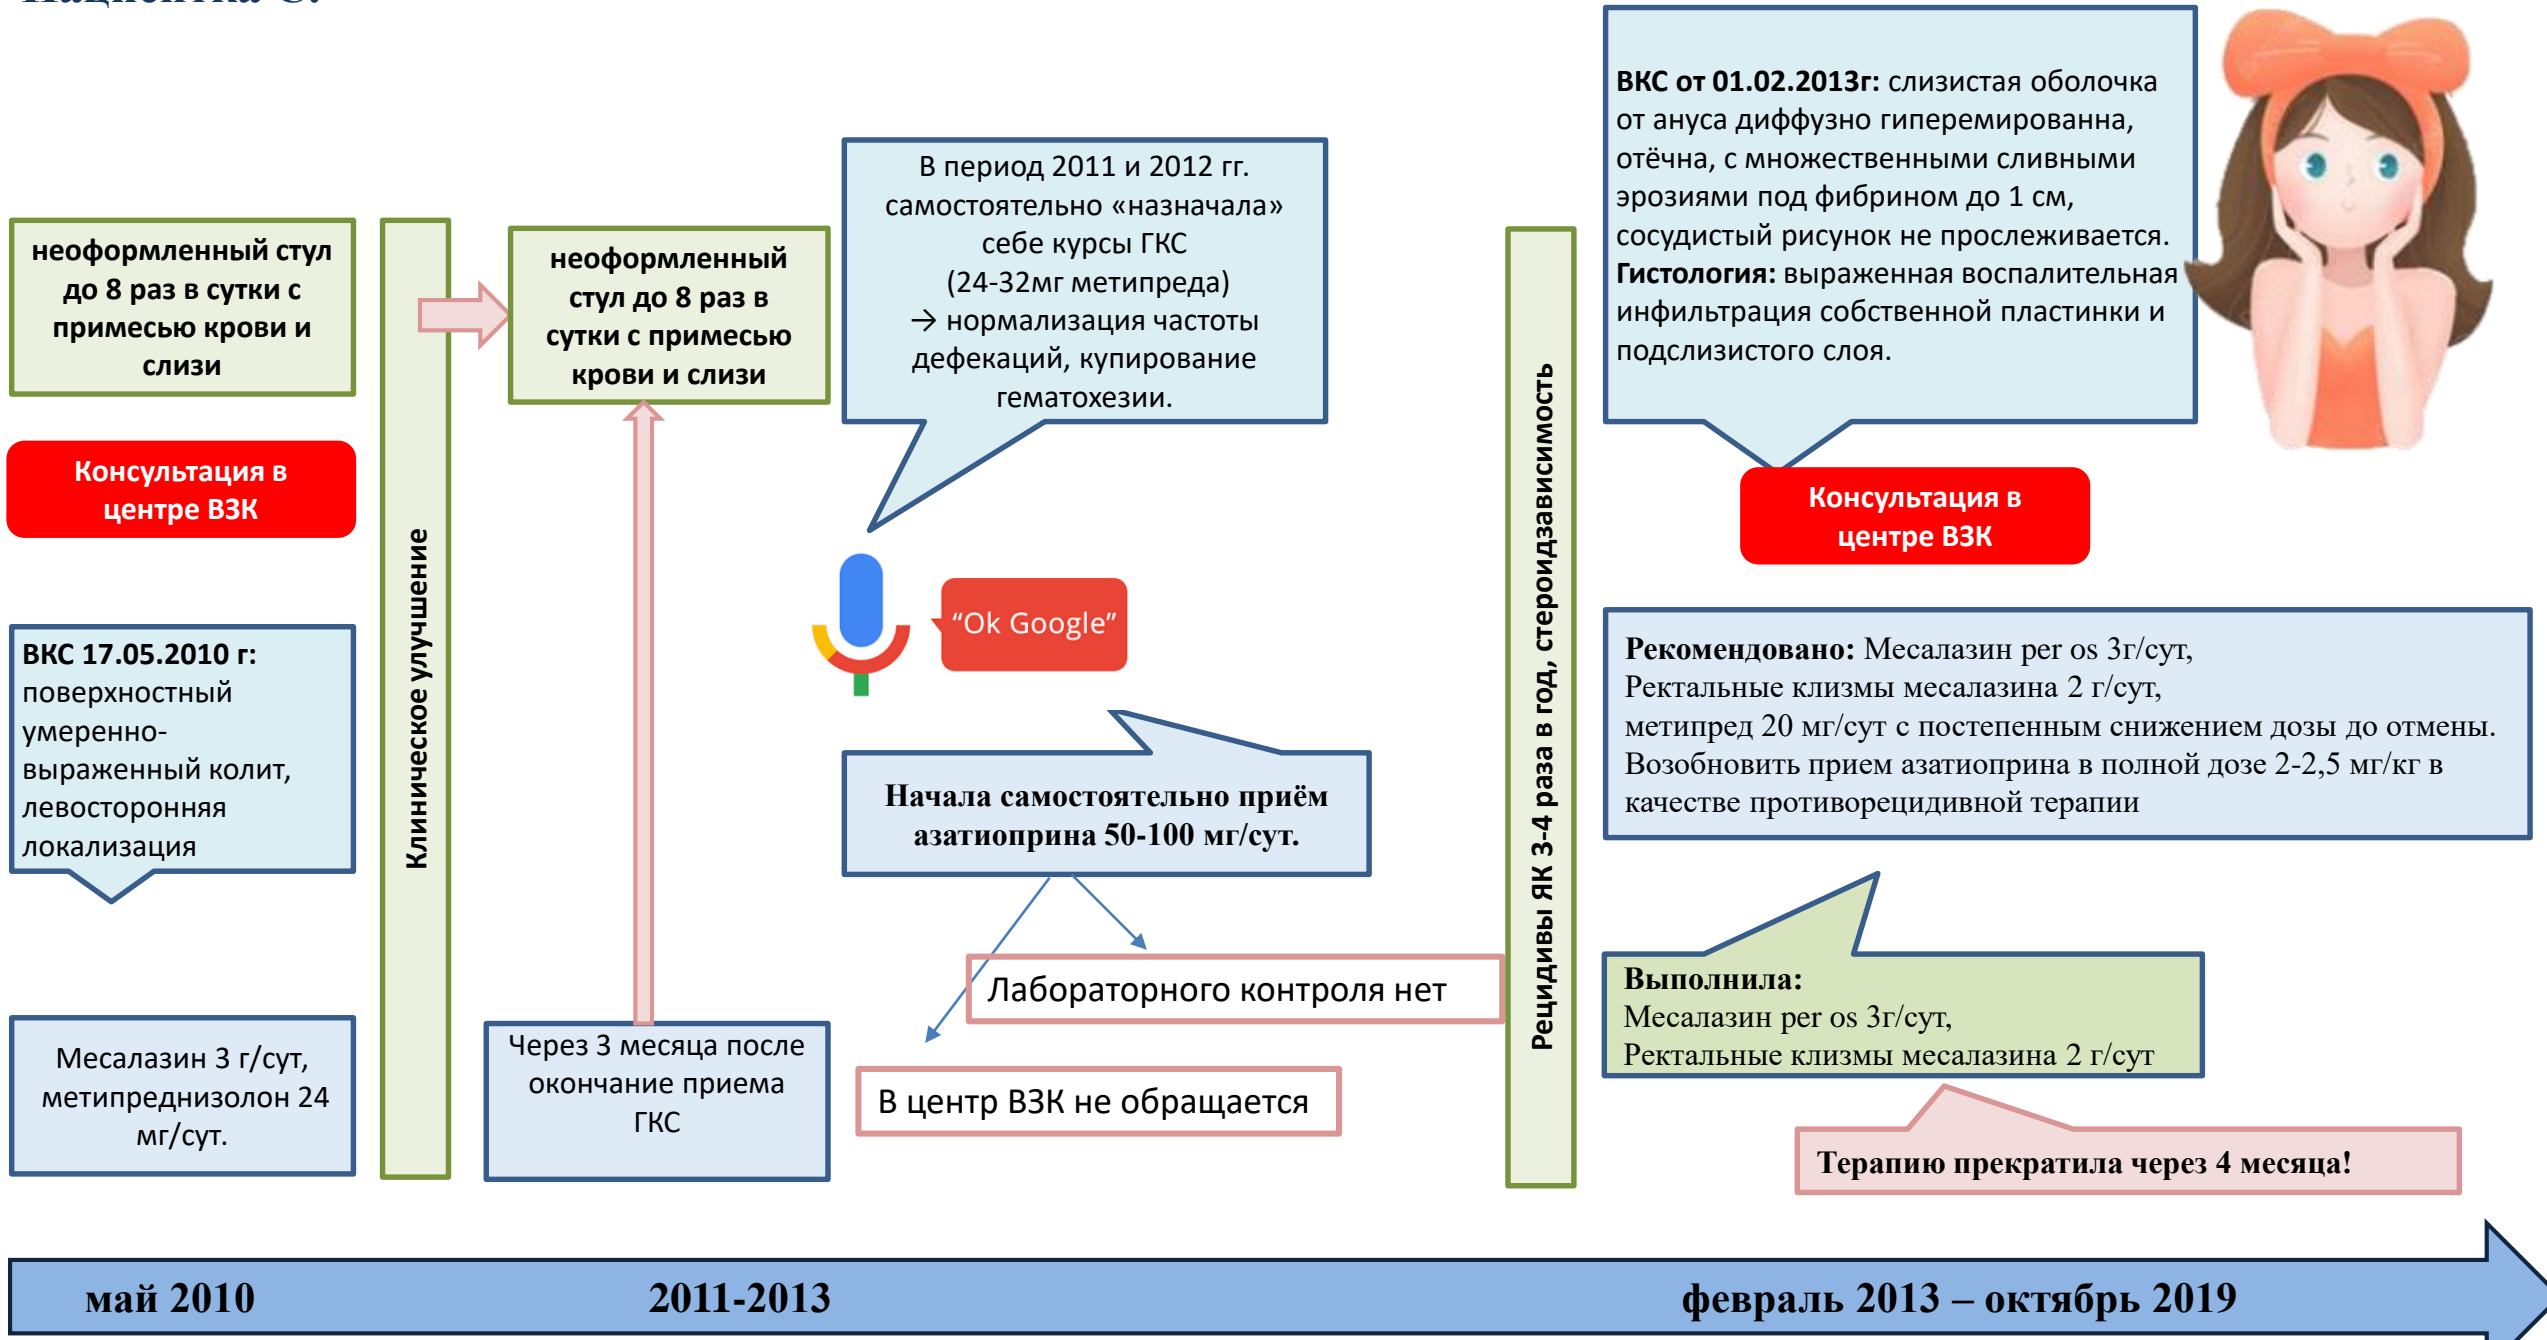 Пациентка С.
неоформленный стул
до 8 раз в сутки с
примесью крови и
слизи
Консультация в
центре ВЗК
ВКС 17.05.2010 г:
поверхностный
умеренно-
выраженный колит,
левосторонняя
локализация
Месалазин 3 г/сут,
метипреднизолон 24
мг/сут.
Клиническое улучшение
неоформленный
стул до 8 раз в
сутки с примесью
крови и слизи
Через 3 месяца после
окончание приема
ГКС
В период 2011 и 2012 гг.
самостоятельно «назначала»
себе курсы ГКС
(24-32мг метипреда)
→ нормализация частоты
дефекаций, купирование
гематохезии.
“Ok Google”
Начала самостоятельно приём
азатиоприна 50-100 мг/сут.
Лабораторного контроля нет
В центр ВЗК не обращается
Рецидивы ЯК 3-4 раза в год, стероидзависимость
ВКС от 01.02.2013г: слизистая оболочка
от ануса диффузно гиперемированна,
отёчна, с множественными сливными
эрозиями под фибрином до 1 см,
сосудистый рисунок не прослеживается.
Гистология: выраженная воспалительная
инфильтрация собственной пластинки и
подслизистого слоя.
Консультация в
центре ВЗК
Рекомендовано: Месалазин per os 3г/сут,
Ректальные клизмы месалазина 2 г/сут,
метипред 20 мг/сут с постепенным снижением дозы до отмены.
Возобновить прием азатиоприна в полной дозе 2-2,5 мг/кг в
качестве противорецидивной терапии
Выполнила:
Месалазин per os 3г/сут,
Ректальные клизмы месалазина 2 г/сут
Терапию прекратила через 4 месяца!
май 2010
2011-2013
февраль 2013 – октябрь 2019